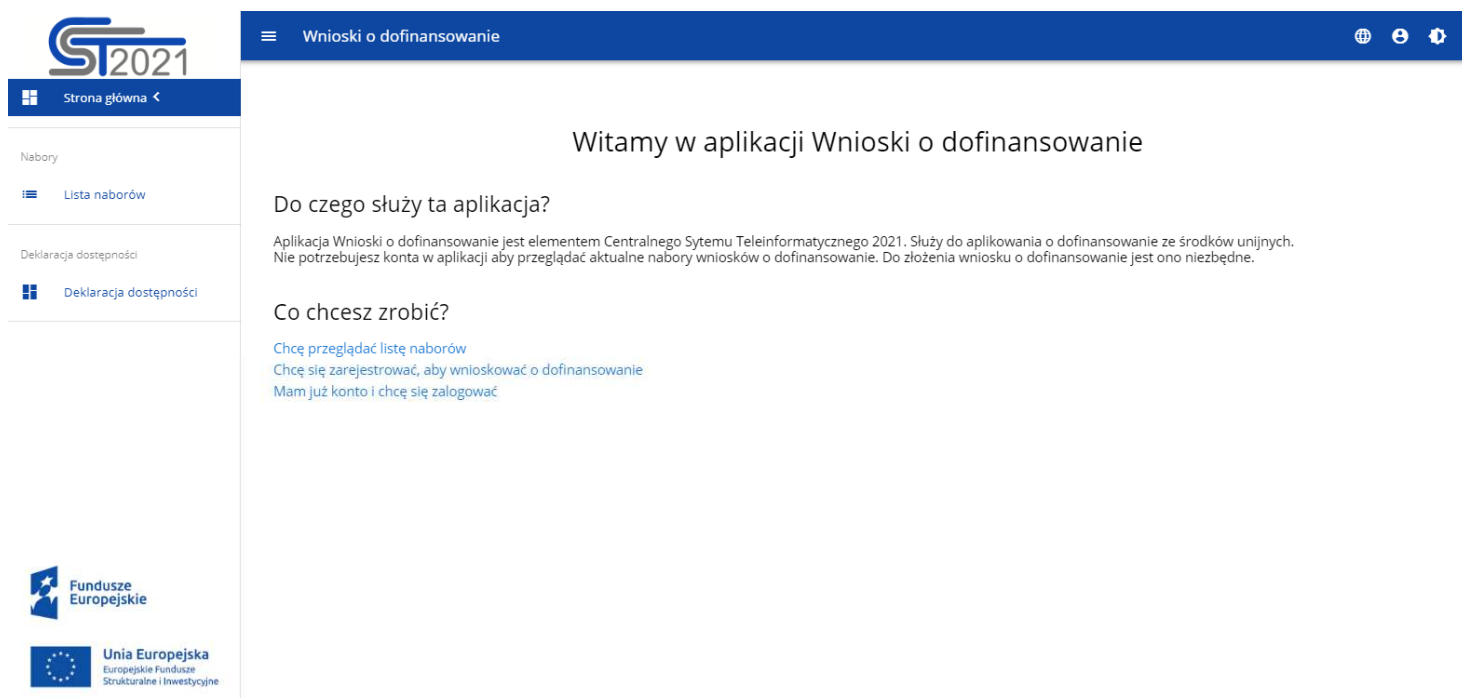 CST2021
Wnioski o dofinansowanie
Strona główna
Nabory
Lista naborów
Deklaracja dostępności
Deklaracja dostępności
Witamy w aplikacji Wnioski o dofinansowanie
Do czego służy ta aplikacja?
Aplikacja Wnioski o dofinansowanie jest elementem Centralnego Sytemu Teleinformatycznego 2021. Służy do aplikowania o dofinansowanie ze środków unijnych.
Nie potrzebujesz konta w aplikacji aby przeglądać aktualne nabory wniosków o dofinansowanie. Do złożenia wniosku o dofinansowanie jest ono niezbędne.
Co chcesz zrobić?
Chcę przeglądać listę naborów
Chcę się zarejestrować, aby wnioskować o dofinansowanie
Mam już konto i chcę się zalogować
Fundusze
Europejskie
Unia Europejska
Europejskie Fundusze
Strukturalne i Inwestycyjne